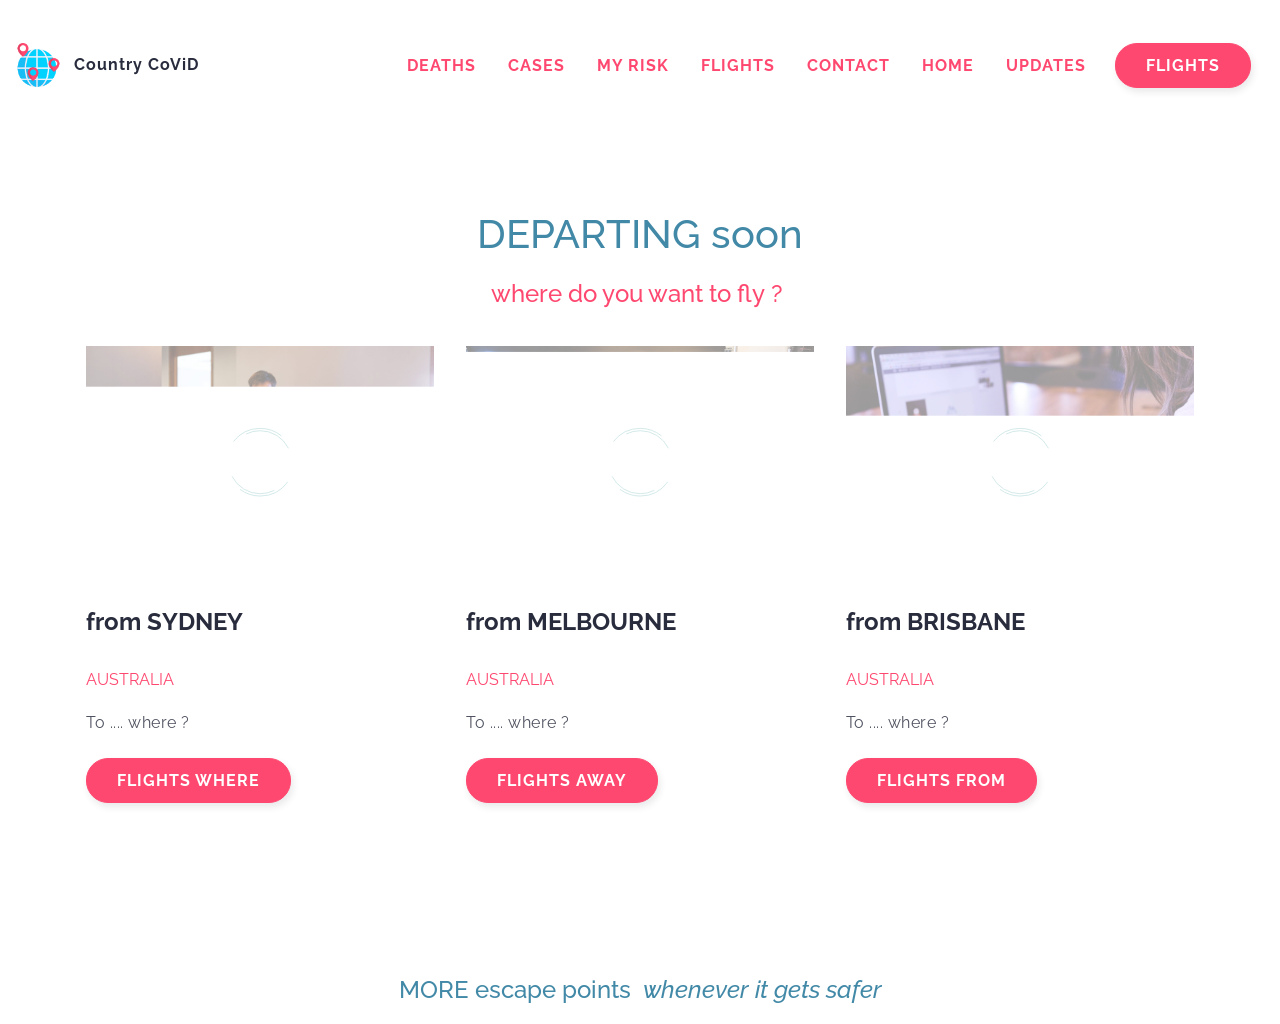 Country CoViD
DEATHS CASES MY RISK FLIGHTS CONTACT HOME UPDATES FLIGHTS
DEPARTING soon
where do you want to fly ?
from SYDNEY
AUSTRALIA
To .... where ?
FLIGHTS WHERE
from MELBOURNE
AUSTRALIA
To .... where ?
FLIGHTS AWAY
from BRISBANE
AUSTRALIA
To .... where ?
FLIGHTS FROM
MORE escape points whenever it gets safer